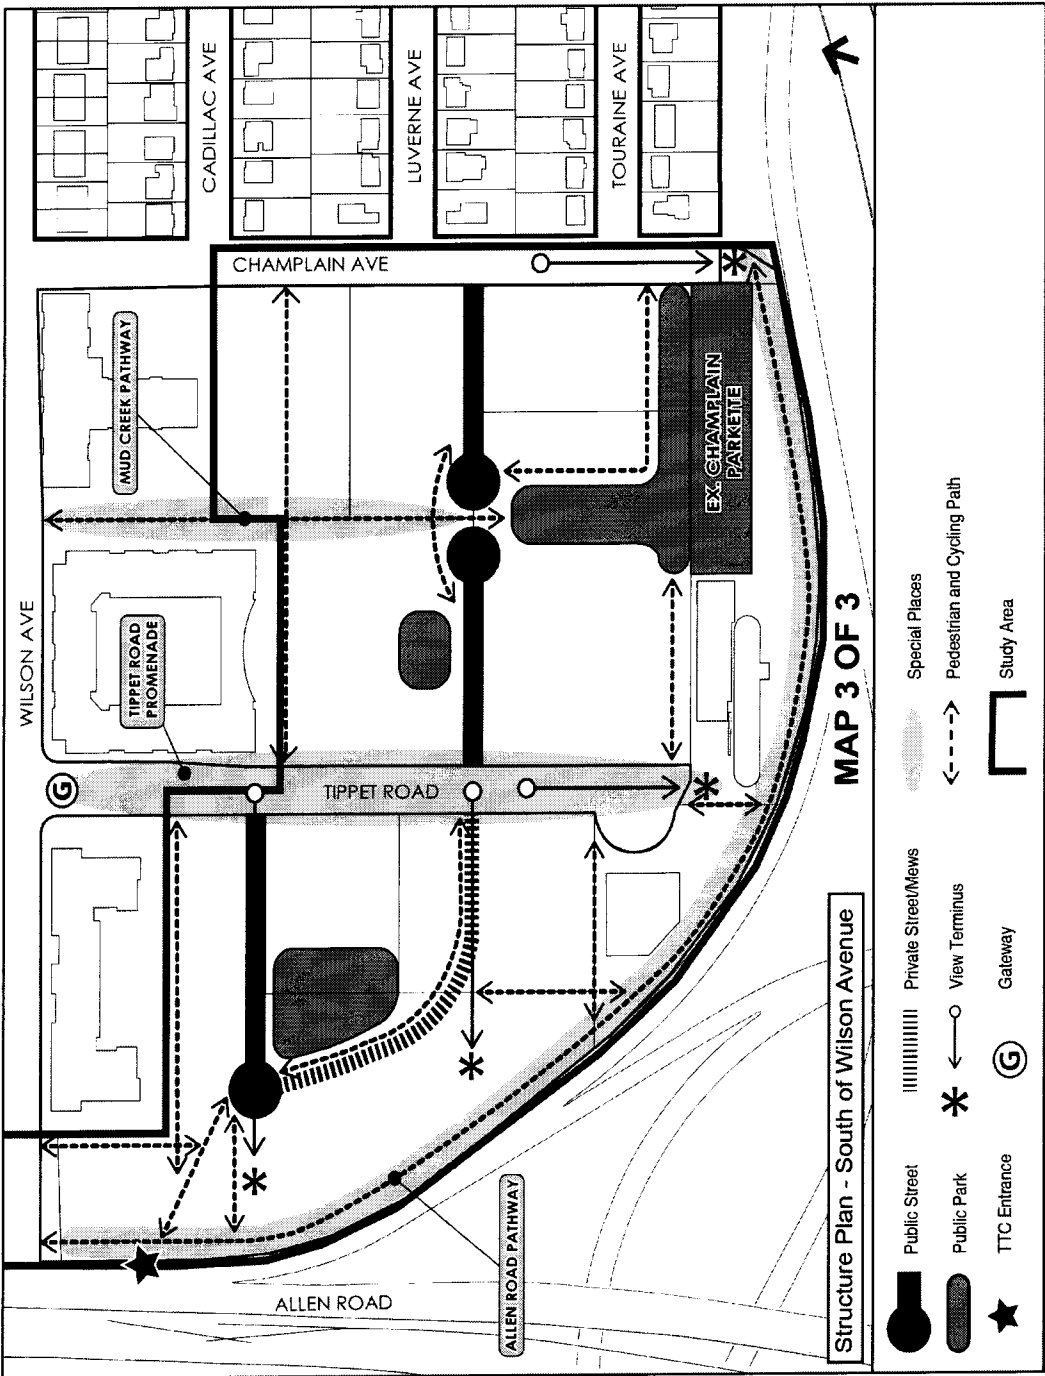 WILSON AVE
CADILLAC AVE
LUVERNE AVE
TOURAINE AVE
CHAMPLAIN AVE
MUD CREEK PATHWAY
TIPPET ROAD
PROMENADE
G
TIPPET ROAD
EX. CHAMPLAIN
PARKETTE
ALLEN ROAD PATHWAY
ALLEN ROAD
MAP 3 OF 3
Structure Plan - South of Wilson Avenue
Public Street
Private Street/Mews
Special Places
Public Park
View Terminus
Pedestrian and Cycling Path
TTC Entrance
G
Gateway
Study Area